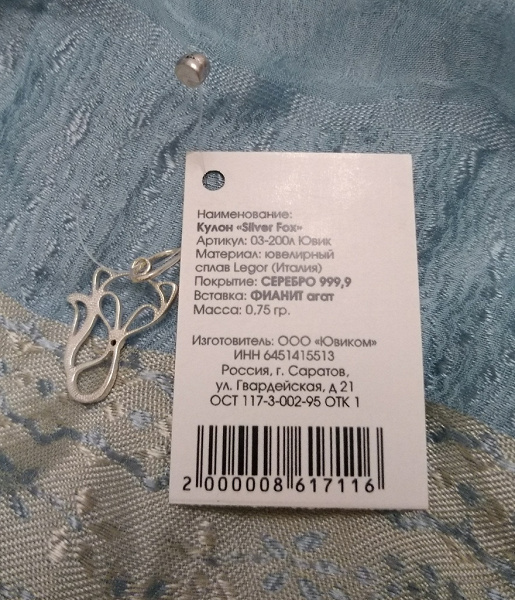 Наименование:
Кулон «Silver Fox»
Артикул: 03-200л Ювик
Материал: ювелирный
сплав Legor (Италия)
Покрытие: СЕРЕБРО 999,9
Вставка: ФИАНИТ агат
Масса: 0,75 гр.
Изготовитель: ООО «Ювиком»
ИНН 6451415513
Россия, г. Саратов,
ул. Гвардейская, д 21
ОСТ 117-3-002-95 ОТК 1
2 000008 617116